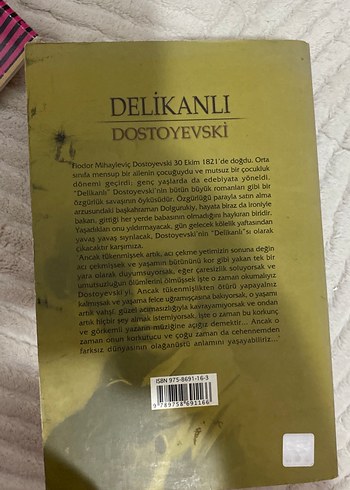 DELİKANLI
DOSTOYEVSKİ
Fiodor Mihayleviç Dostoyevski 30 Ekim 1821'de doğdu. Orta
sınıfa mensup bir ailenin çocuğuydu ve mutsuz bir çocukluk
dönemi geçirdi, genç yaşlarda da edebiyata yöneldi.
"Delikanlı" Dostoyevski'nin bütün büyük romanları gibi bir
özgürlük savaşının öyküsüdür. Özgürlüğü parayla satın alma
arzusundaki başkahraman Dolgurukiy, hayata biraz da ironiyle
bakan, gittiği her yerde babasının olmadığını haykıran biridir.
Yaşadıkları onu yıldırmayacak, gün gelecek kölelik yaftasından
yavaş yavaş sıyrılacak, Dostoyevski'nin "Delikanlı"sı olarak
çıkacaktır karşımıza.
'Ancak tükenmişsek artık, acı çekme yetimizin sonuna değin
acı çekmişsek ve yaşamın bütününü kor gibi yakan tek bir
yara olarak duyumsuyorsak, eğer çaresizlik soluyorsak ve
umutsuzluğun ölümlerini ölmüşsek işte o zaman okumalıyız
Dostoyevski'yi. Ancak tükenmişlikten ötürü yapayalnız
kalmışsak ve yaşama felce uğramışçasına bakıyorsak, o yaşamı
artık vahşi, güzel acımasızlığıyla kavrayamıyorsak ve ondan
artık hiçbir şey almak istemiyorsak, işte o zaman bu korkunç
ve görkemli yazarın müziğine açığız demektir... Ancak o
zaman onun korkutucu ve çoğu zaman da cehennemden
farksız dünyasının olağanüstü anlamını yaşayabiliriz...'
ISBN 975-8691-16-3
9 789758 691166